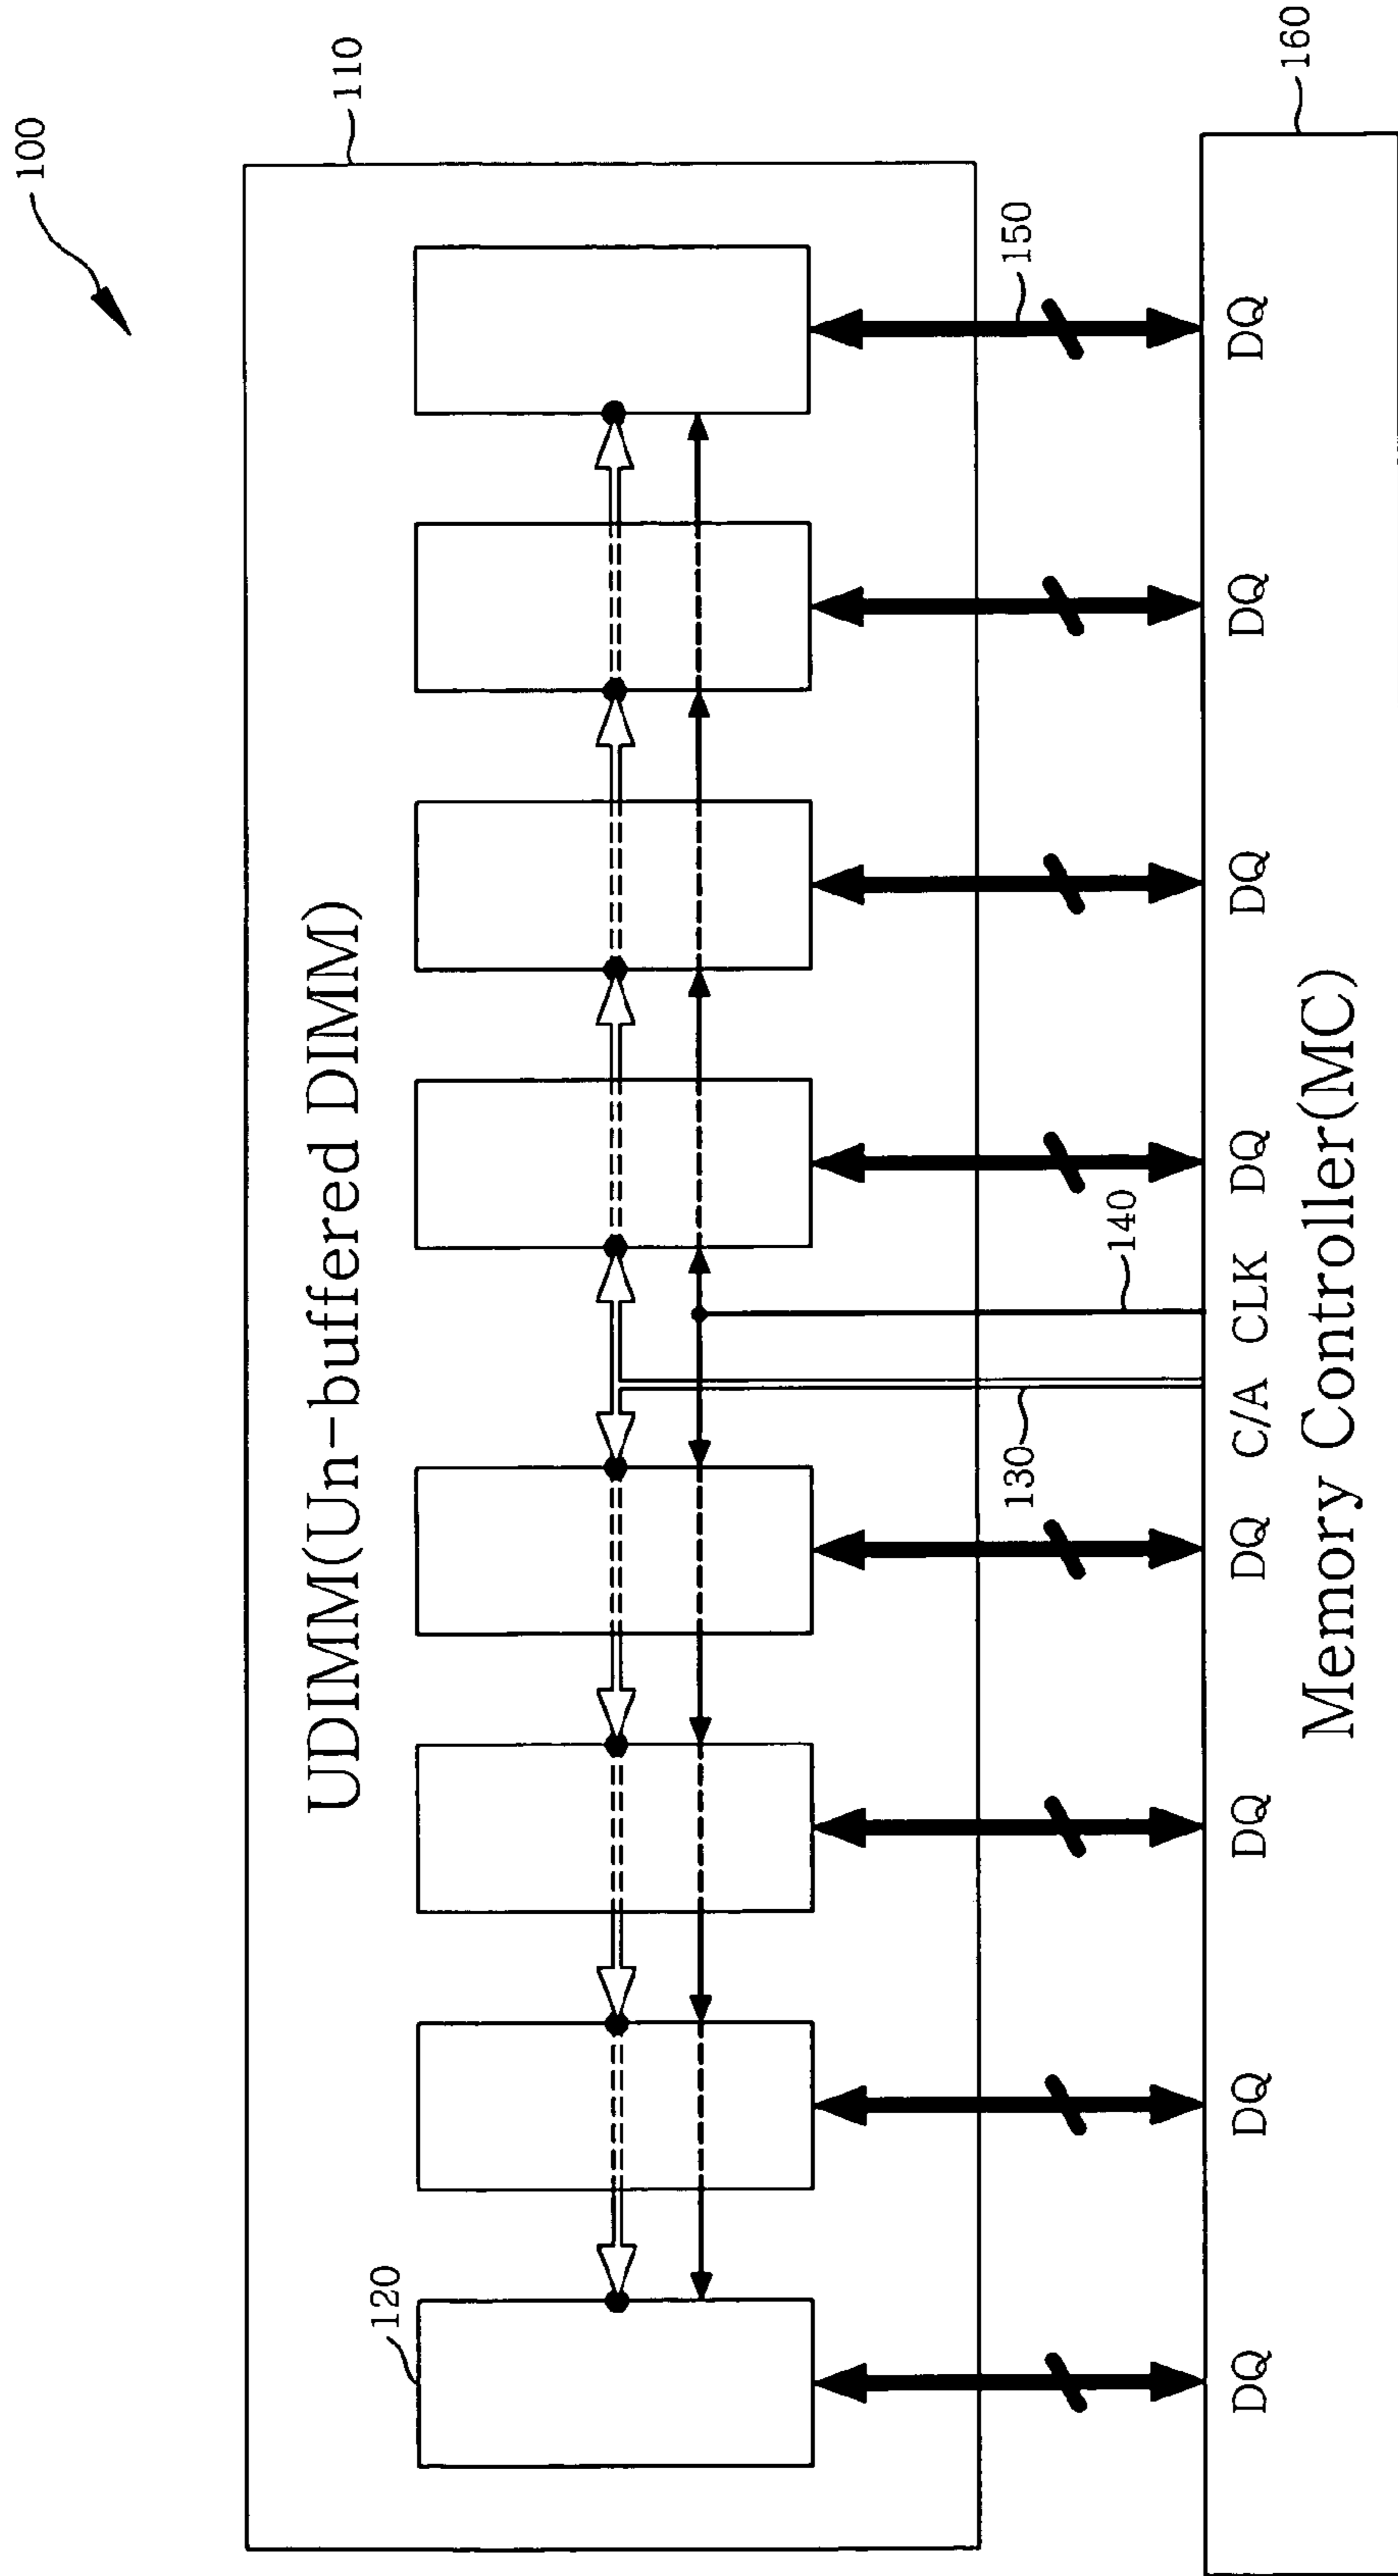 100
110
UDIMM(Un-buffered DIMM)
120
150
130
140
DQ DQ DQ DQ C/A CLK DQ DQ DQ DQ
Memory Controller(MC)
160